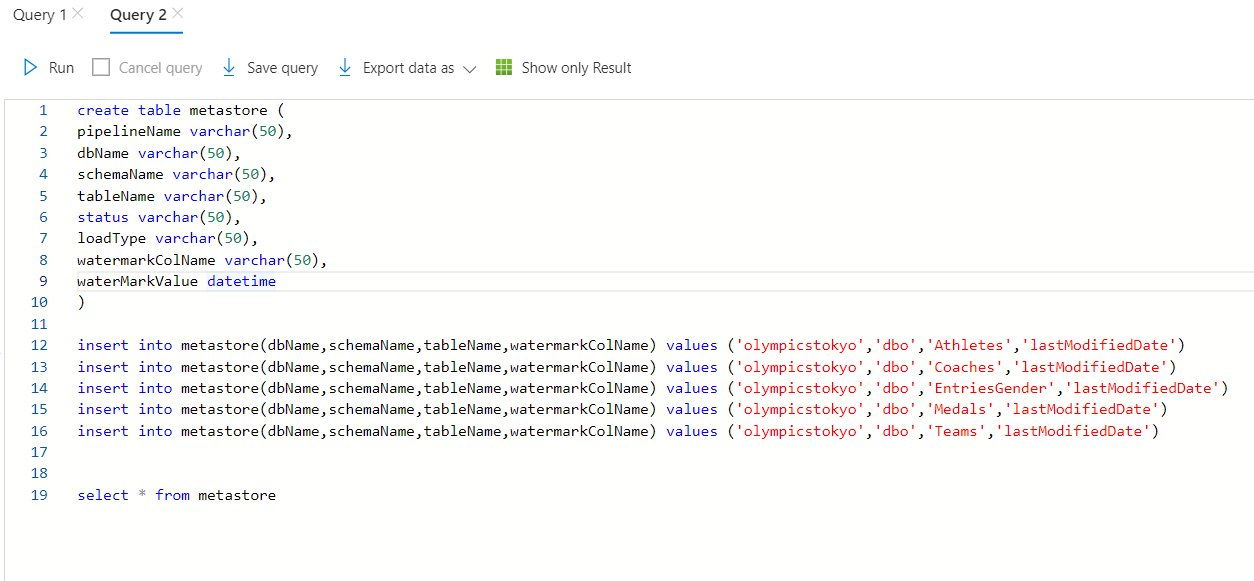 Query 1 ×   Query 2 ×
Run   Cancel query   Save query   Export data as   Show only Result
1 create table metastore (
2 pipelineName varchar(50),
3 dbName varchar(50),
4 schemaName varchar(50),
5 tableName varchar(50),
6 status varchar(50),
7 loadType varchar(50),
8 watermarkColName varchar(50),
9 waterMarkValue datetime
10 )
11
12 insert into metastore(dbName,schemaName,tableName,watermarkColName) values ('olympicstokyo','dbo','Athletes','lastModifiedDate')
13 insert into metastore(dbName,schemaName,tableName,watermarkColName) values ('olympicstokyo','dbo','Coaches','lastModifiedDate')
14 insert into metastore(dbName,schemaName,tableName,watermarkColName) values ('olympicstokyo','dbo','EntriesGender','lastModifiedDate')
15 insert into metastore(dbName,schemaName,tableName,watermarkColName) values ('olympicstokyo','dbo','Medals','lastModifiedDate')
16 insert into metastore(dbName,schemaName,tableName,watermarkColName) values ('olympicstokyo','dbo','Teams','lastModifiedDate')
17
18
19 select * from metastore